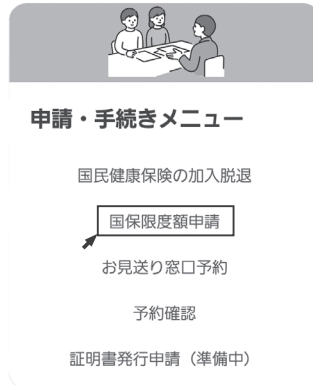 申請・手続きメニュー
国民健康保険の加入脱退
国保限度額申請
お見送り窓口予約
予約確認
証明書発行申請（準備中）